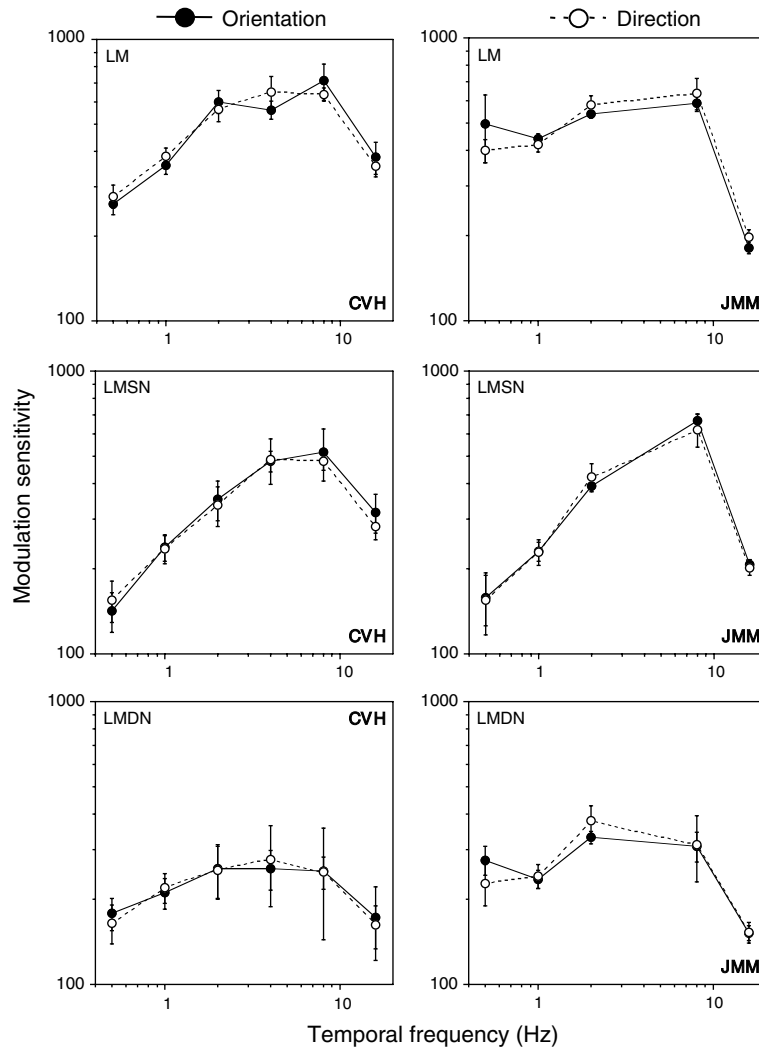 Orientation
Direction
1000
LM
CVH
100
1
10
1000
LM
JMM
100
1
10
Modulation sensitivity
1000
LMSN
CVH
100
1
10
1000
LMSN
JMM
100
1
10
1000
LMDN
CVH
100
1
10
1000
LMDN
JMM
100
1
10
Temporal frequency (Hz)